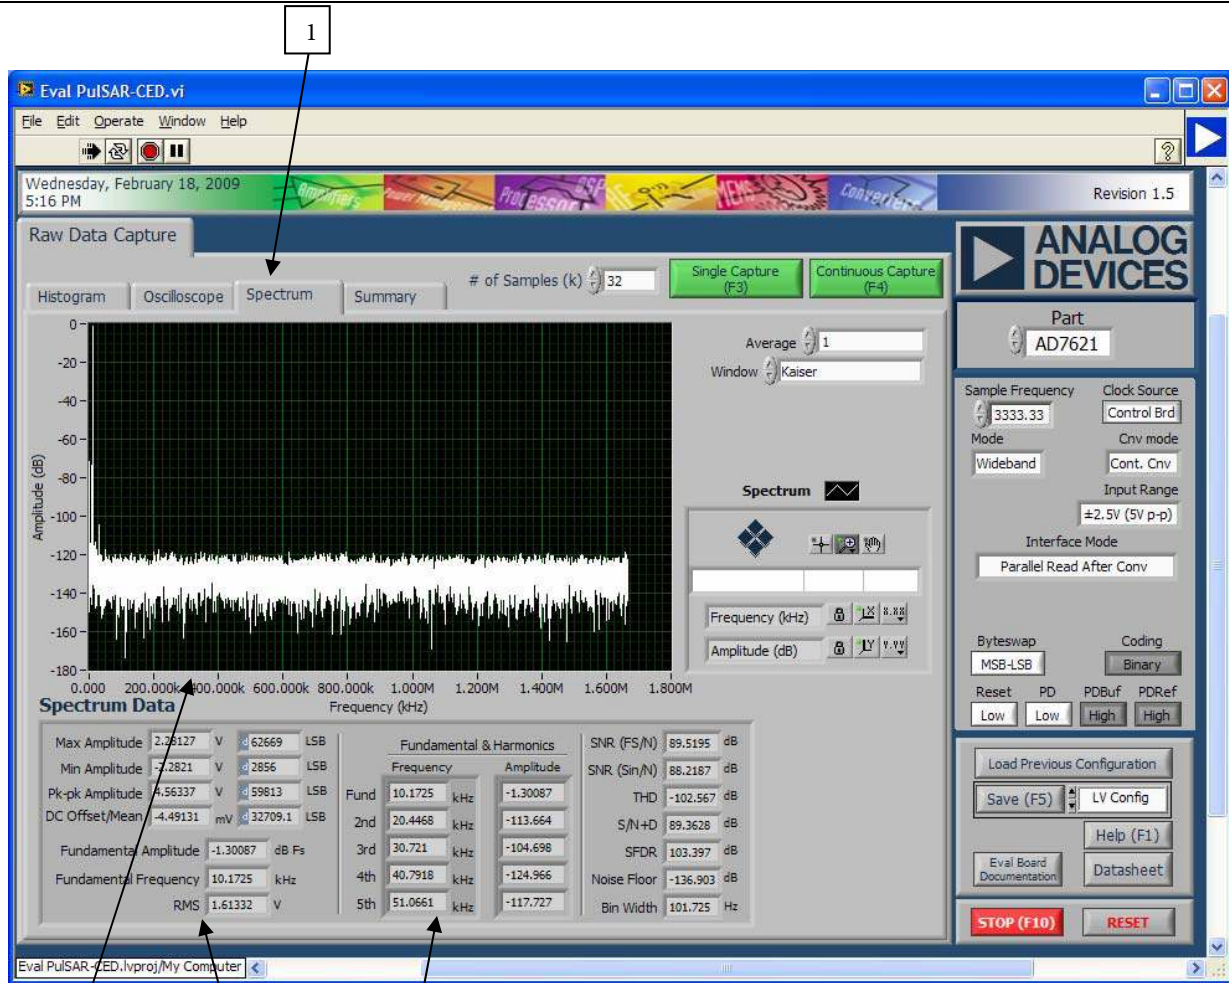 1
Eval PulSAR-CED.vi
File Edit Operate Window Help
Wednesday, February 18, 2009
5:16 PM
Amplifiers Power Management Processor DSP MEMS Converters
Revision 1.5
Raw Data Capture
ANALOG
DEVICES
Histogram Oscilloscope Spectrum Summary
# of Samples (k) 32
Single Capture
(F3)
Continuous Capture
(F4)
Part
AD7621
Average 1
Window Kaiser
Sample Frequency Clock Source
3333.33 Control Brd
Mode Cnv mode
Wideband Cont. Cnv
Input Range
±2.5V (5V p-p)
Interface Mode
Parallel Read After Conv
Byteswap Coding
MSB-LSB Binary
Reset PD PDBuf PDRef
Low Low High High
Spectrum
Frequency (kHz) X.XX
Amplitude (dB) Y.YY
Amplitude (dB)
0
-20
-40
-60
-80
-100
-120
-140
-160
-180
0.000 200.000k 400.000k 600.000k 800.000k 1.000M 1.200M 1.400M 1.600M 1.800M
Frequency (kHz)
Spectrum Data
Max Amplitude 2.28127 V d 62669 LSB
Min Amplitude -2.2821 V d 2856 LSB
Pk-pk Amplitude 4.56337 V d 59813 LSB
DC Offset/Mean -4.49131 mV d 32709.1 LSB
Fundamental Amplitude -1.30087 dB Fs
Fundamental Frequency 10.1725 kHz
RMS 1.61332 V
Fundamental & Harmonics
Frequency Amplitude
Fund 10.1725 kHz -1.30087
2nd 20.4468 kHz -113.664
3rd 30.721 kHz -104.698
4th 40.7918 kHz -124.966
5th 51.0661 kHz -117.727
SNR (FS/N) 89.5195 dB
SNR (Sin/N) 88.2187 dB
THD -102.567 dB
S/N+D 89.3628 dB
SFDR 103.397 dB
Noise Floor -136.903 dB
Bin Width 101.725 Hz
Load Previous Configuration
Save (F5) LV Config
Help (F1)
Eval Board
Documentation
Datasheet
STOP (F10) RESET
Eval PulSAR-CED.lvproj/My Computer